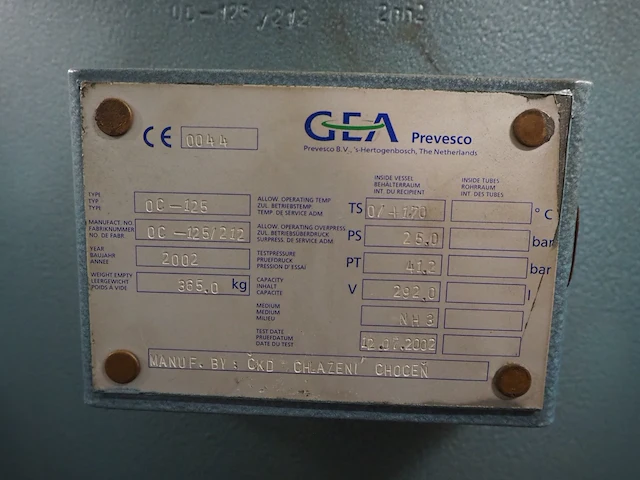 OC-125/212 2002
CE 0044
GEA Prevesco
Prevesco B.V., 's-Hertogenbosch, The Netherlands
INSIDE VESSEL INSIDE TUBES
BEHÄLTERRAUM ROHRRAUM
INT. DU RECIPIENT INT. DES TUBES
TYPE
TYP
TYPE
OC-125
ALLOW. OPERATING TEMP
ZUL. BETRIEBSTEMP
TEMP. DE SERVICE ADM.
TS °C
MANUFACT. NO.
FABRIKNUMMER
NO. DE FABR.
OC-125/212
ALLOW. OPERATING OVERPRESS.
ZUL. BETRIEBSÜBERDRUCK
SURPRESS. DE SERVICE ADM.
PS 25,0 bar
YEAR
BAUJAHR
ANNEE
2002
TESTPRESSURE
PRUEFDRUCK
PRESSION D'ESSAI
PT 41,2 bar
WEIGHT EMPTY
LEERGEWICHT
POIDS À VIDE
365,0 kg
CAPACITY
INHALT
CAPACITE
V 292,0 l
MEDIUM
MEDIUM
MILIEU
NH3
TEST DATE
PRUEFDATUM
DATE DU TEST
2002
MANUF. BY : ČKD CHLAZENÍ CHOCEŇ